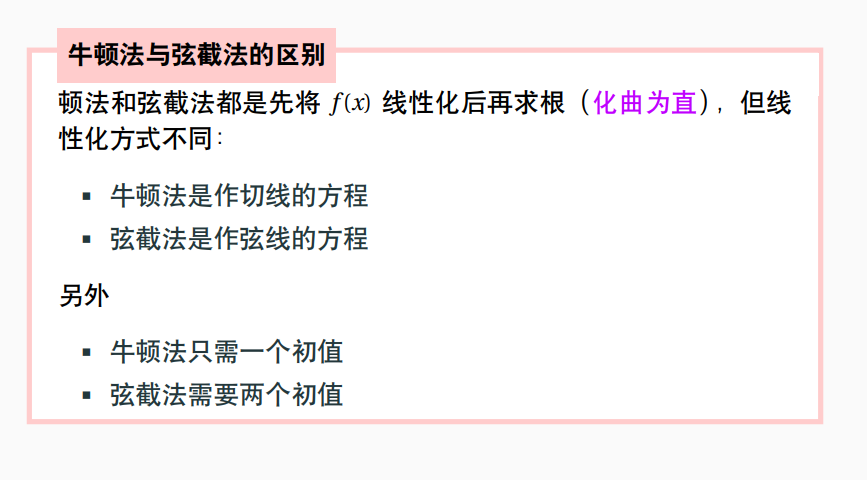 牛顿法与弦截法的区别
顿法和弦截法都是先将 f(x) 线性化后再求根（化曲为直），但线
性化方式不同：
▪ 牛顿法是作切线的方程
▪ 弦截法是作弦线的方程
另外
▪ 牛顿法只需一个初值
▪ 弦截法需要两个初值